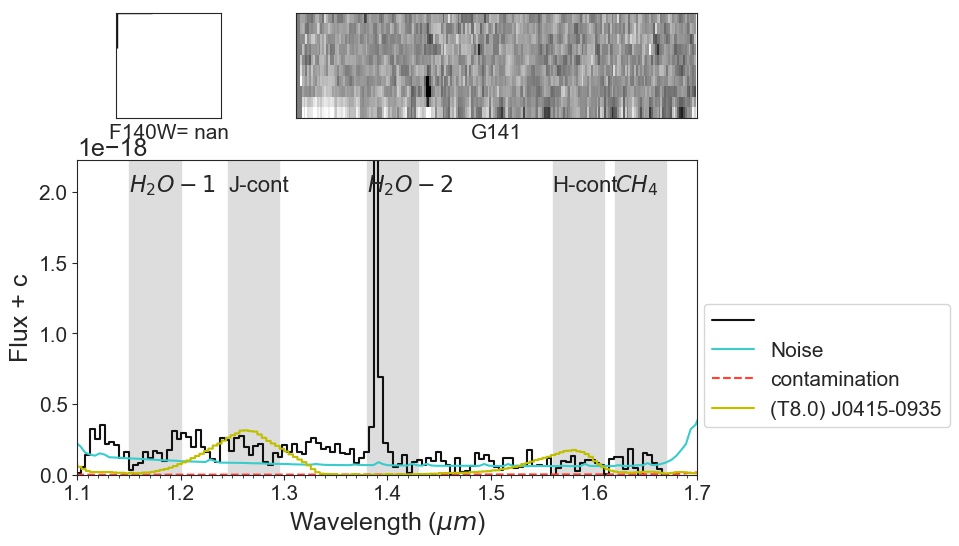 F140W= nan
G141
1e−18
H₂O − 1 J-cont H₂O − 2 H-cont CH₄
2.0
1.5
1.0
0.5
0.0
Flux + c
1.1 1.2 1.3 1.4 1.5 1.6 1.7
Wavelength (μm)
Noise
contamination
(T8.0) J0415-0935